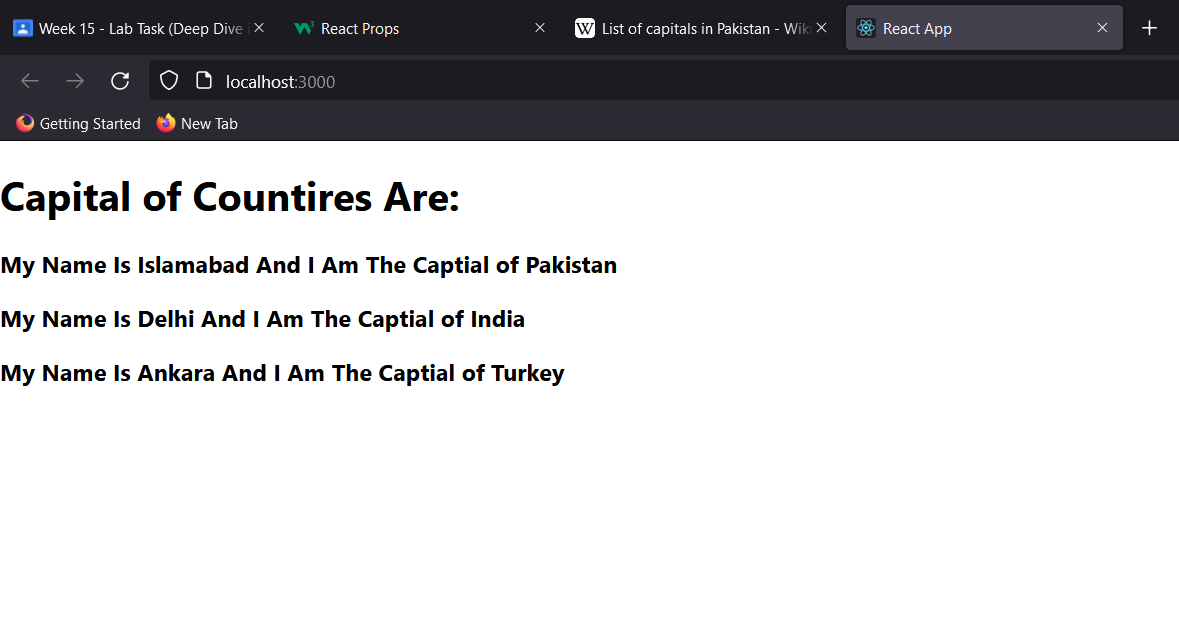 Week 15 - Lab Task (Deep Dive i
React Props
List of capitals in Pakistan - Wiki
React App
localhost:3000
Getting Started
New Tab
Capital of Countires Are:
My Name Is Islamabad And I Am The Captial of Pakistan
My Name Is Delhi And I Am The Captial of India
My Name Is Ankara And I Am The Captial of Turkey